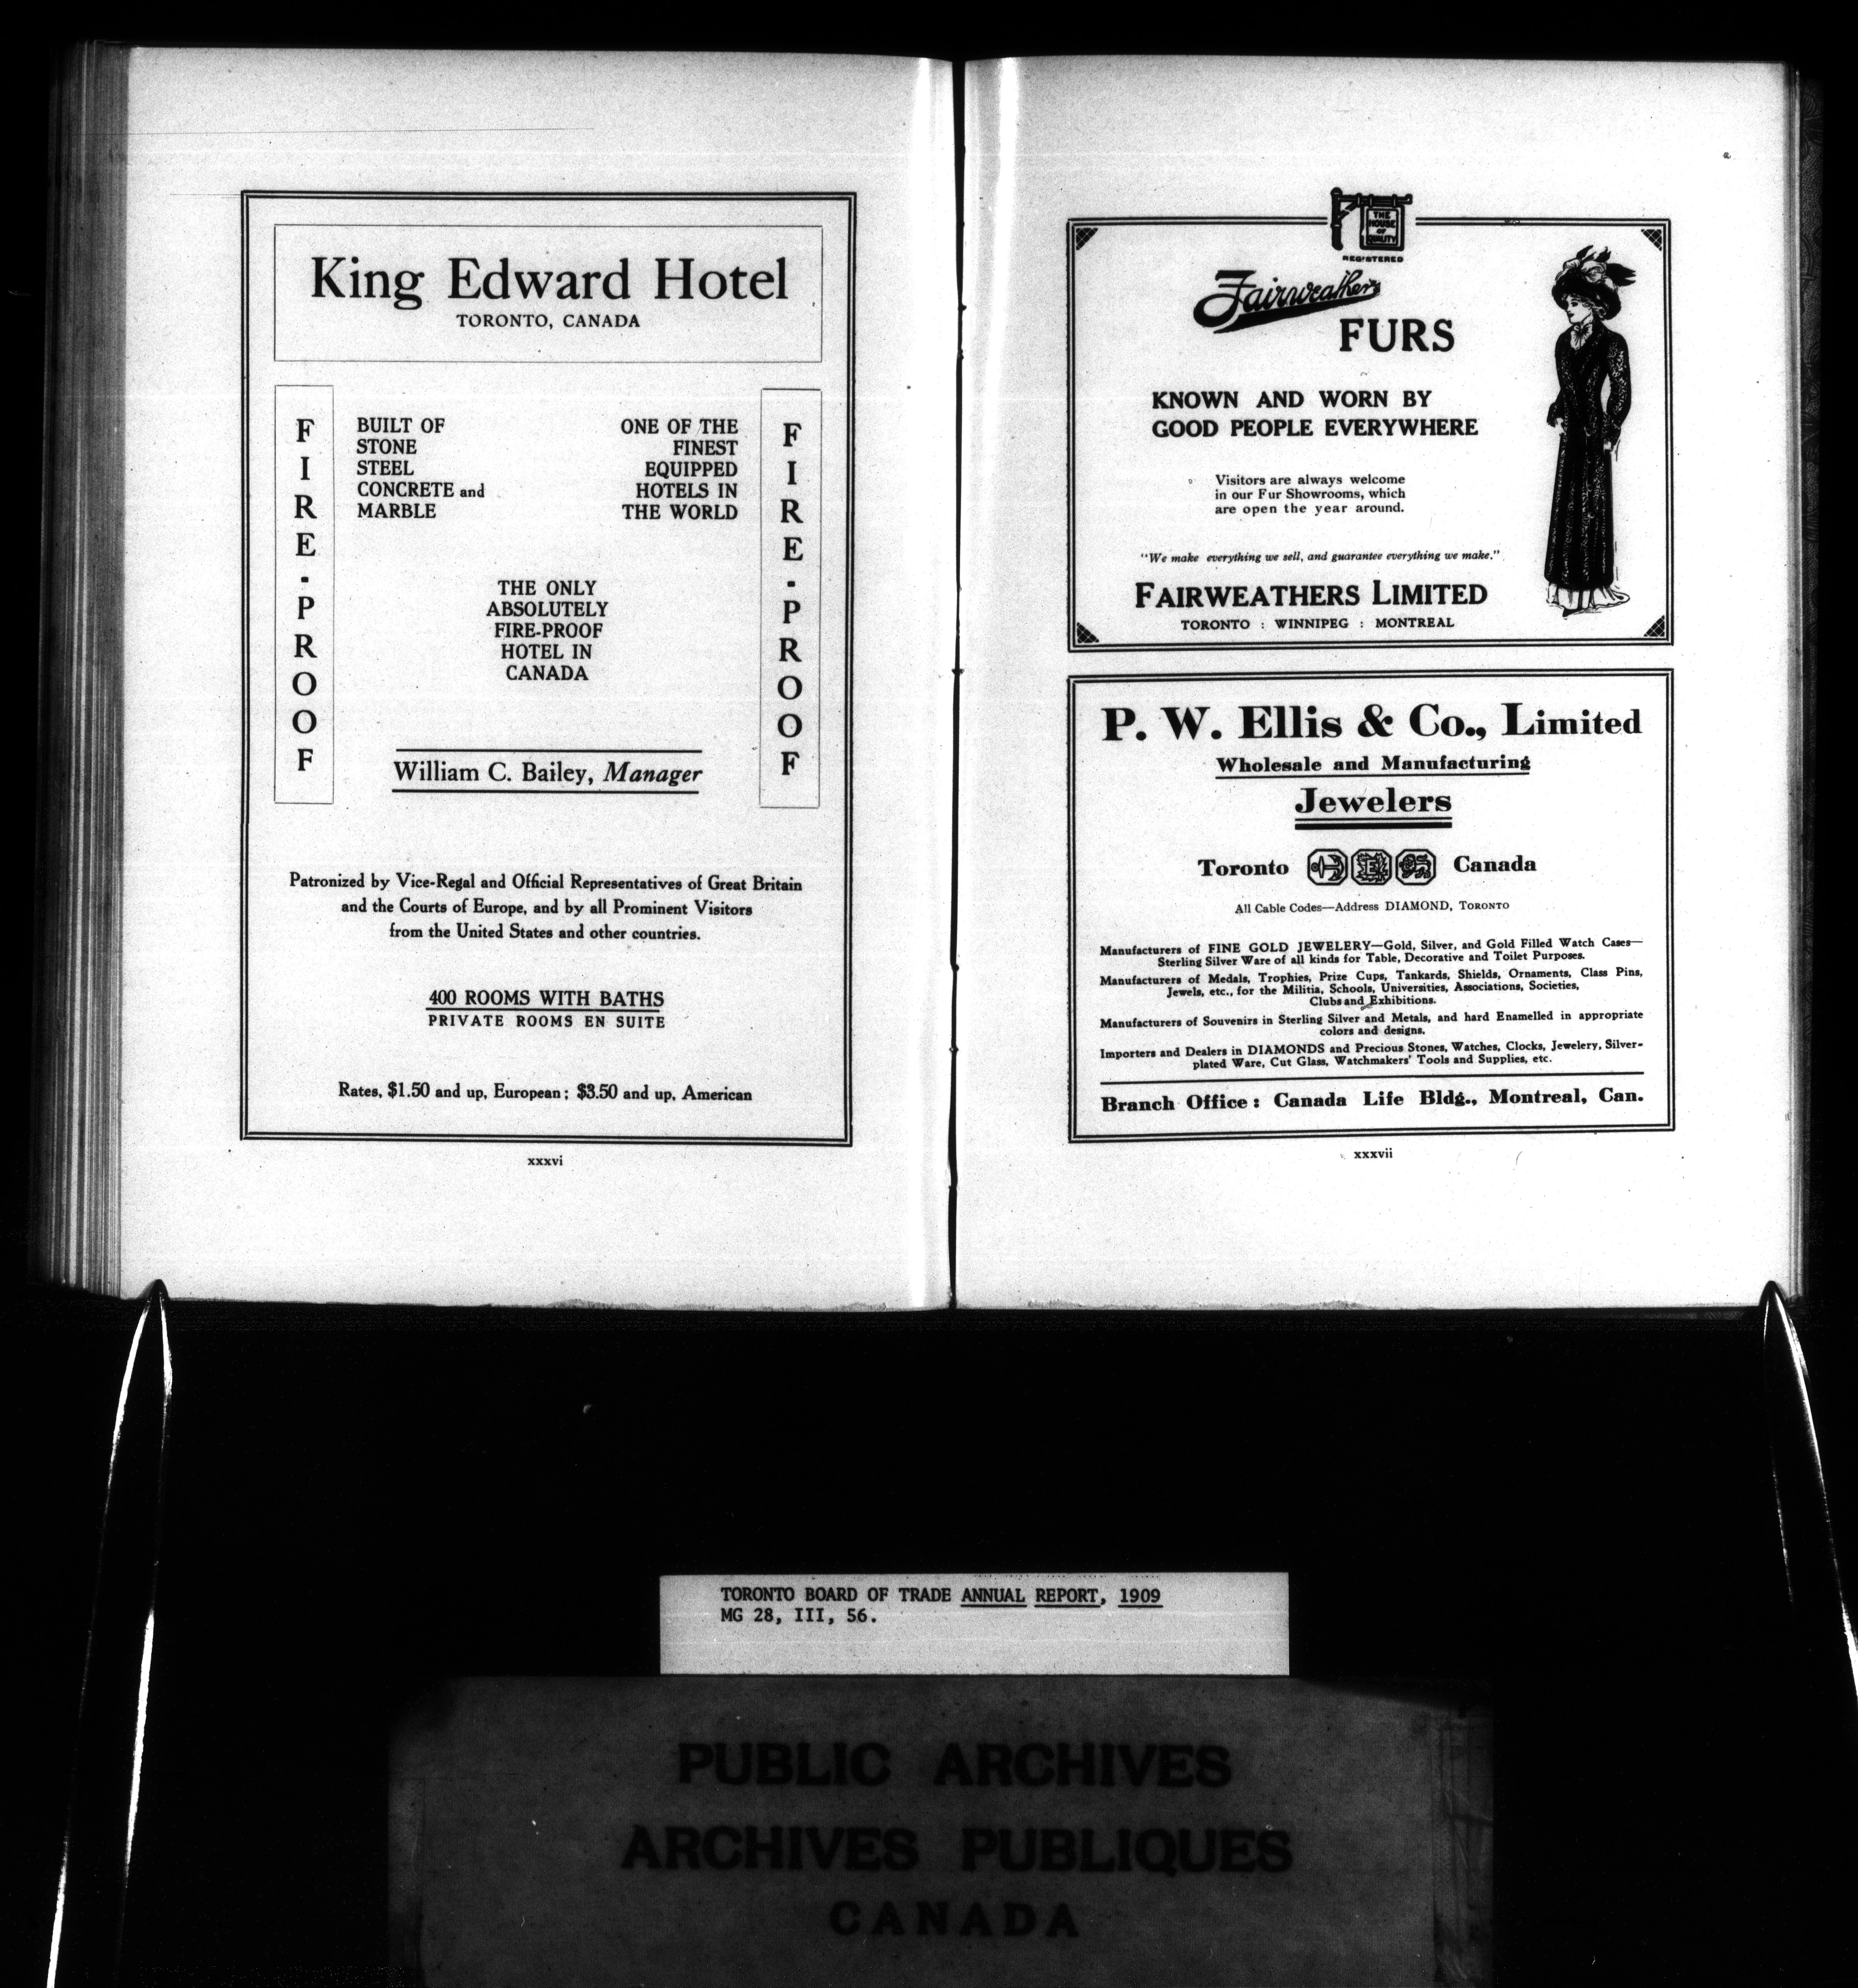 King Edward Hotel
TORONTO, CANADA
FIRE-PROOF
BUILT OF
STONE
STEEL
CONCRETE and
MARBLE
ONE OF THE
FINEST
EQUIPPED
HOTELS IN
THE WORLD
FIRE-PROOF
THE ONLY
ABSOLUTELY
FIRE-PROOF
HOTEL IN
CANADA
William C. Bailey, Manager
Patronized by Vice-Regal and Official Representatives of Great Britain
and the Courts of Europe, and by all Prominent Visitors
from the United States and other countries.
400 ROOMS WITH BATHS
PRIVATE ROOMS EN SUITE
Rates, $1.50 and up, European; $3.50 and up, American
xxxvi
THE
HOUSE
OF
QUALITY
REGISTERED
Fairweathers
FURS
KNOWN AND WORN BY
GOOD PEOPLE EVERYWHERE
Visitors are always welcome
in our Fur Showrooms, which
are open the year around.
"We make everything we sell, and guarantee everything we make."
FAIRWEATHERS LIMITED
TORONTO : WINNIPEG : MONTREAL
P. W. Ellis & Co., Limited
Wholesale and Manufacturing
Jewelers
Toronto E Canada
All Cable Codes—Address DIAMOND, TORONTO
Manufacturers of FINE GOLD JEWELERY—Gold, Silver, and Gold Filled Watch Cases—
Sterling Silver Ware of all kinds for Table, Decorative and Toilet Purposes.
Manufacturers of Medals, Trophies, Prize Cups, Tankards, Shields, Ornaments, Class Pins,
Jewels, etc., for the Militia, Schools, Universities, Associations, Societies,
Clubs and Exhibitions.
Manufacturers of Souvenirs in Sterling Silver and Metals, and hard Enamelled in appropriate
colors and designs.
Importers and Dealers in DIAMONDS and Precious Stones, Watches, Clocks, Jewelery, Silver-
plated Ware, Cut Glass, Watchmakers' Tools and Supplies, etc.
Branch Office: Canada Life Bldg., Montreal, Can.
xxxvii
TORONTO BOARD OF TRADE ANNUAL REPORT, 1909
MG 28, III, 56.
PUBLIC ARCHIVES
ARCHIVES PUBLIQUES
CANADA